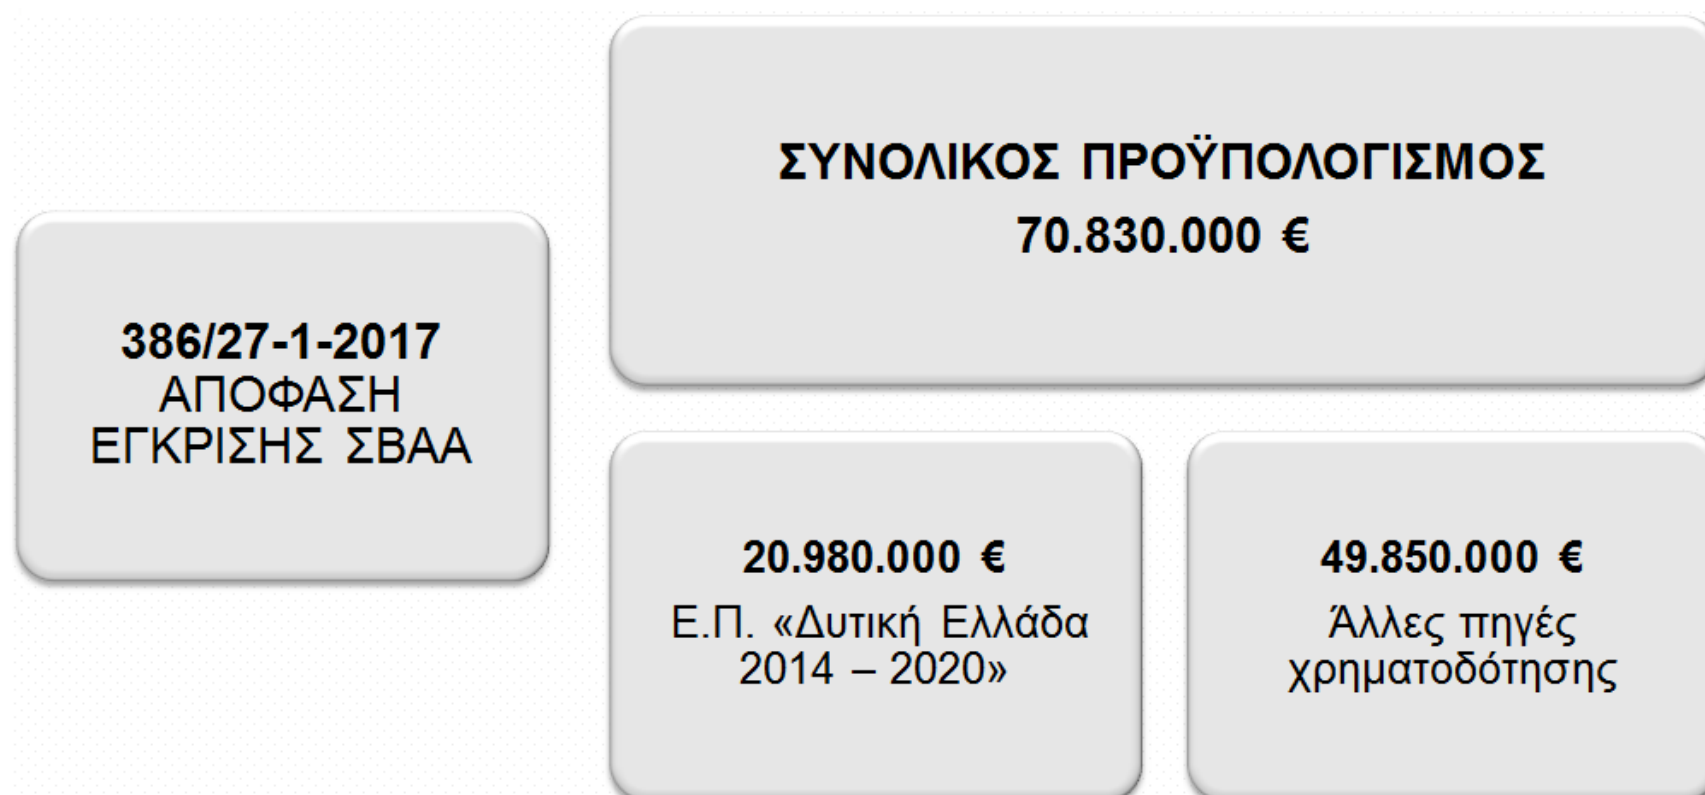 386/27-1-2017
ΑΠΟΦΑΣΗ
ΕΓΚΡΙΣΗΣ ΣΒΑΑ
ΣΥΝΟΛΙΚΟΣ ΠΡΟΫΠΟΛΟΓΙΣΜΟΣ
70.830.000 €
20.980.000 €
Ε.Π. «Δυτική Ελλάδα
2014 – 2020»
49.850.000 €
Άλλες πηγές
χρηματοδότησης